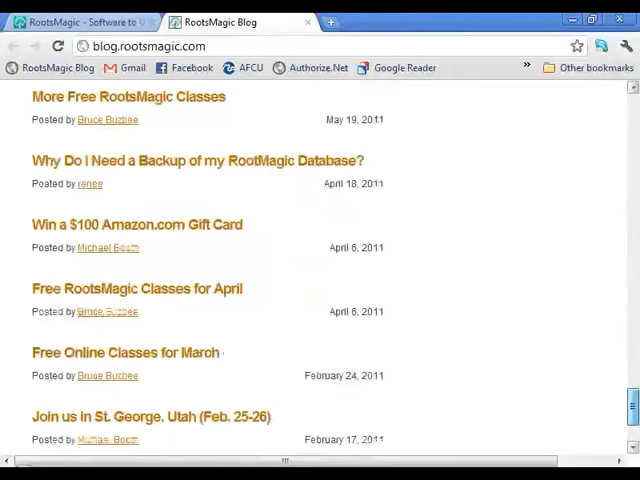 RootsMagic - Software to U
RootsMagic Blog
blog.rootsmagic.com
RootsMagic Blog
Gmail
Facebook
AFCU
Authorize.Net
Google Reader
»
Other bookmarks
More Free RootsMagic Classes
Posted by Bruce Buzbee May 19, 2011
Why Do I Need a Backup of my RootMagic Database?
Posted by renee April 18, 2011
Win a $100 Amazon.com Gift Card
Posted by Michael Booth April 6, 2011
Free RootsMagic Classes for April
Posted by Bruce Buzbee April 6, 2011
Free Online Classes for March
Posted by Bruce Buzbee February 24, 2011
Join us in St. George, Utah (Feb. 25-26)
Posted by Michael Booth February 17, 2011